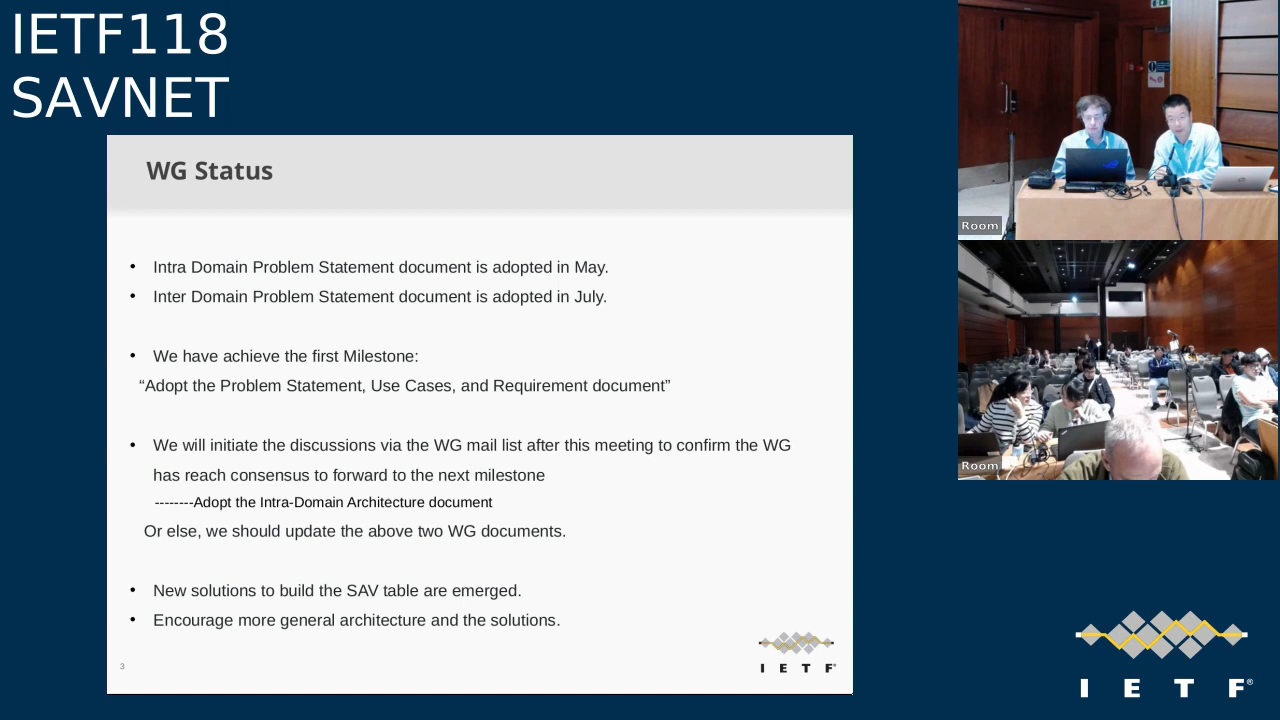 IETF118
SAVNET
WG Status
• Intra Domain Problem Statement document is adopted in May.
• Inter Domain Problem Statement document is adopted in July.
• We have achieve the first Milestone:
“Adopt the Problem Statement, Use Cases, and Requirement document”
• We will initiate the discussions via the WG mail list after this meeting to confirm the WG
has reach consensus to forward to the next milestone
--------Adopt the Intra-Domain Architecture document
Or else, we should update the above two WG documents.
• New solutions to build the SAV table are emerged.
• Encourage more general architecture and the solutions.
3
I E T F®
Room
Room
I E T F®